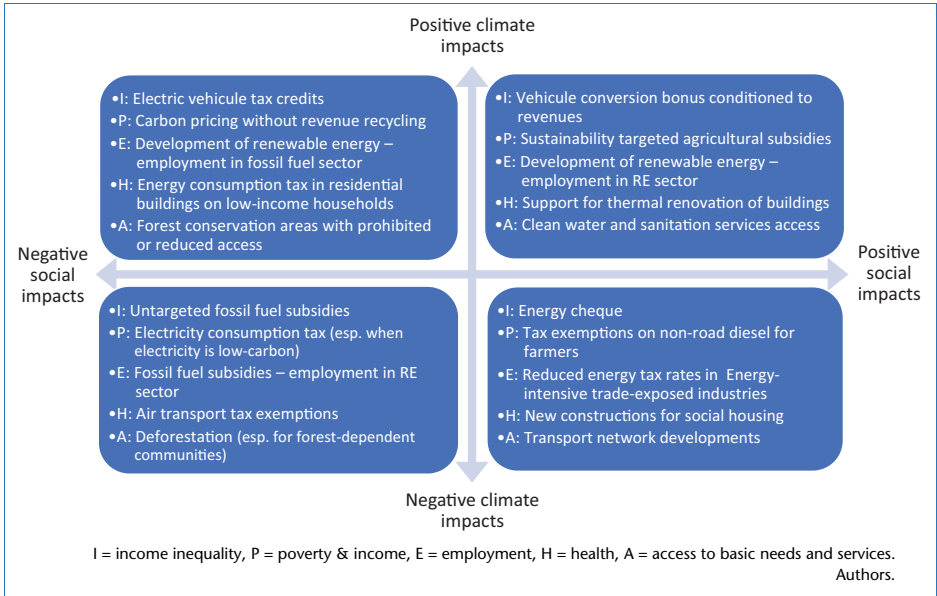 Positive climate
impacts
•I: Electric vehicule tax credits
•P: Carbon pricing without revenue recycling
•E: Development of renewable energy –
employment in fossil fuel sector
•H: Energy consumption tax in residential
buildings on low-income households
•A: Forest conservation areas with prohibited
or reduced access
•I: Vehicule conversion bonus conditioned to
revenues
•P: Sustainability targeted agricultural subsidies
•E: Development of renewable energy –
employment in RE sector
•H: Support for thermal renovation of buildings
•A: Clean water and sanitation services access
Negative
social
impacts
Positive
social
impacts
•I: Untargeted fossil fuel subsidies
•P: Electricity consumption tax (esp. when
electricity is low-carbon)
•E: Fossil fuel subsidies – employment in RE
sector
•H: Air transport tax exemptions
•A: Deforestation (esp. for forest-dependent
communities)
•I: Energy cheque
•P: Tax exemptions on non-road diesel for
farmers
•E: Reduced energy tax rates in Energy-
intensive trade-exposed industries
•H: New constructions for social housing
•A: Transport network developments
Negative climate
impacts
I = income inequality, P = poverty & income, E = employment, H = health, A = access to basic needs and services.
Authors.